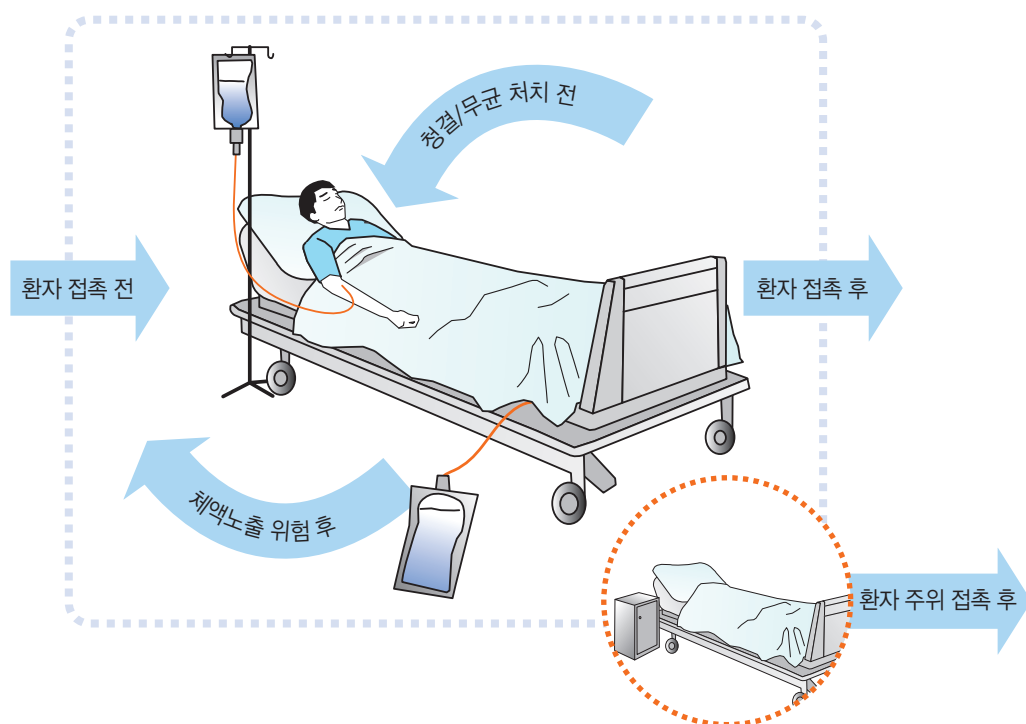 청결/무균 처치 전
환자 접촉 전
환자 접촉 후
체액노출 위험 후
환자 주위 접촉 후